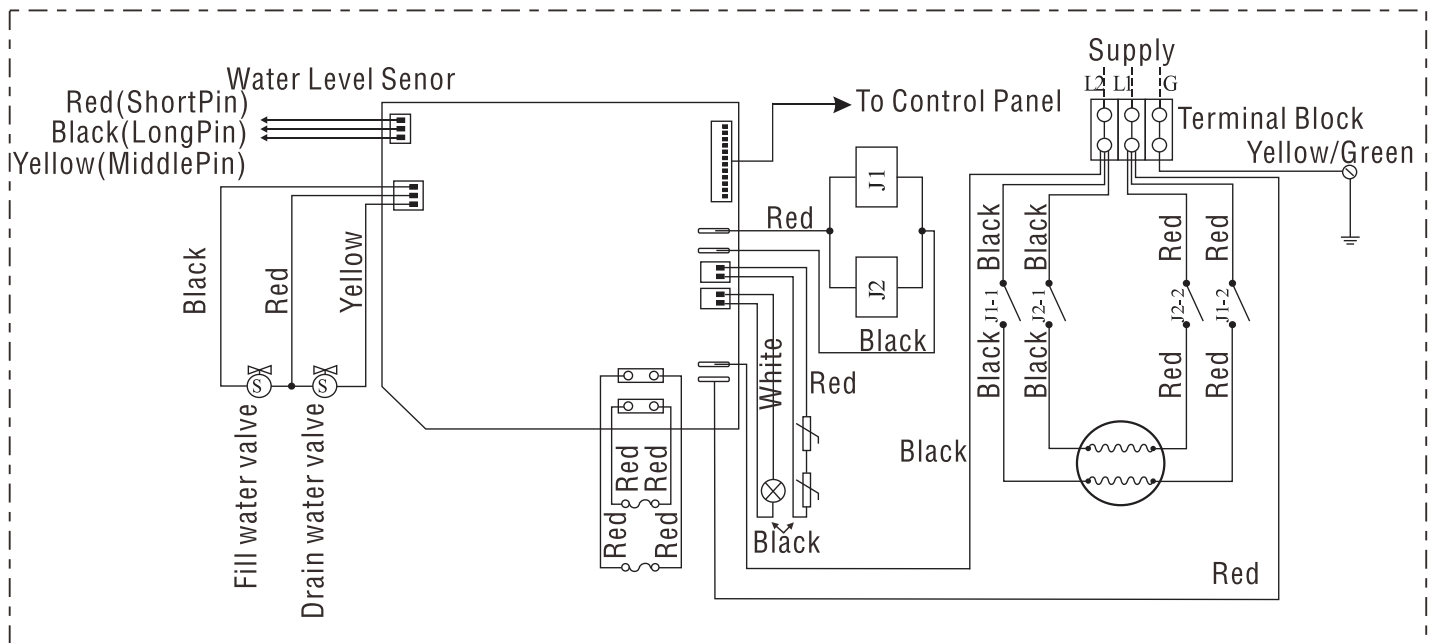 Supply
L2 L1 G
Water Level Senor
Red(ShortPin)
Black(LongPin)
Yellow(MiddlePin)
To Control Panel
Terminal Block
Yellow/Green
J1
Red
J2
Black
Black
Red
Yellow
Black
Black
Red
Red
J1-1
J2-1
J2-2
J1-2
Black
Black
Red
Red
S
S
Fill water valve
Drain water valve
White
Red
Black
Red
Red
Red
Red
Black
Red